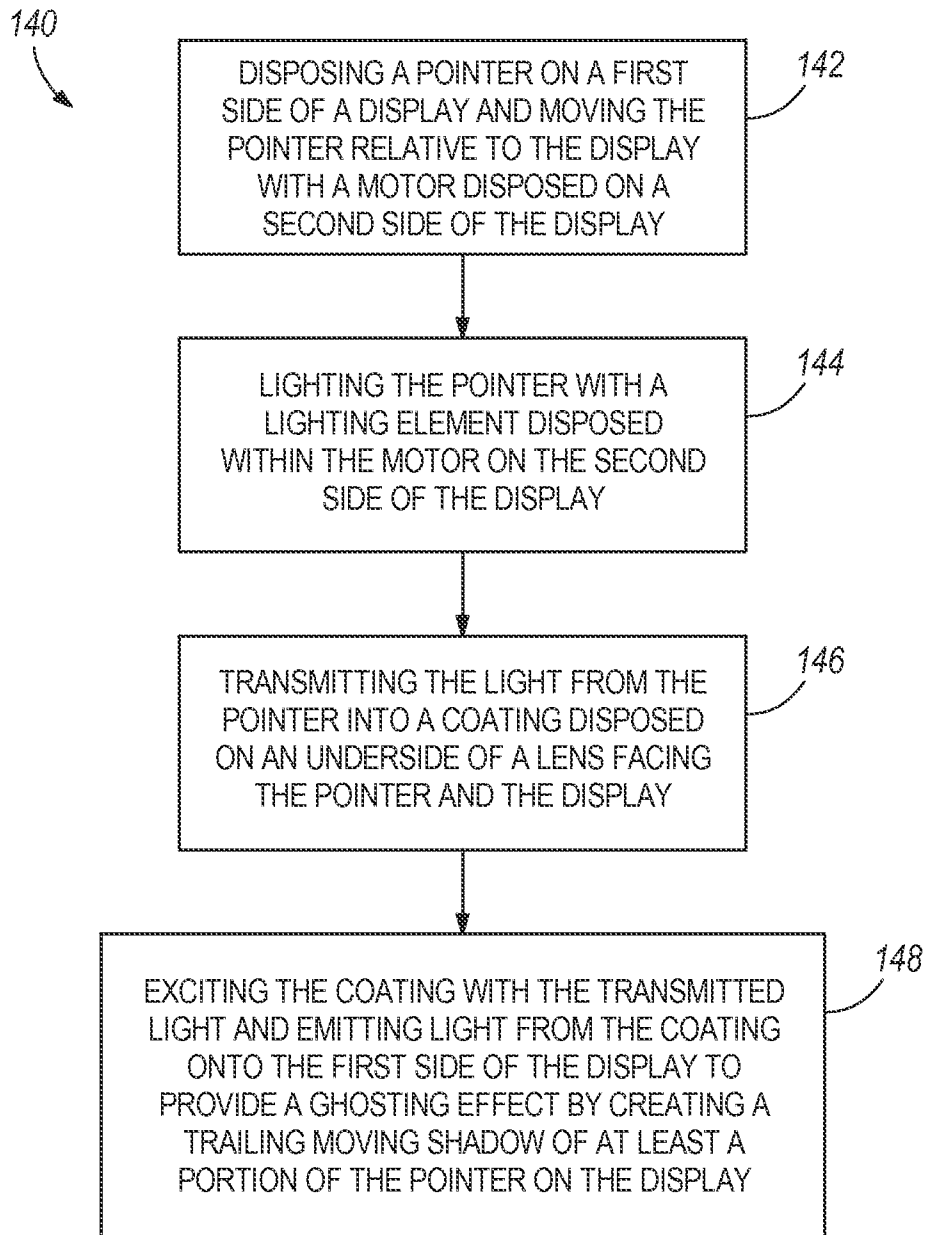 140
DISPOSING A POINTER ON A FIRST
SIDE OF A DISPLAY AND MOVING THE
POINTER RELATIVE TO THE DISPLAY
WITH A MOTOR DISPOSED ON A
SECOND SIDE OF THE DISPLAY
142
LIGHTING THE POINTER WITH A
LIGHTING ELEMENT DISPOSED
WITHIN THE MOTOR ON THE SECOND
SIDE OF THE DISPLAY
144
TRANSMITTING THE LIGHT FROM THE
POINTER INTO A COATING DISPOSED
ON AN UNDERSIDE OF A LENS FACING
THE POINTER AND THE DISPLAY
146
EXCITING THE COATING WITH THE TRANSMITTED
LIGHT AND EMITTING LIGHT FROM THE COATING
ONTO THE FIRST SIDE OF THE DISPLAY TO
PROVIDE A GHOSTING EFFECT BY CREATING A
TRAILING MOVING SHADOW OF AT LEAST A
PORTION OF THE POINTER ON THE DISPLAY
148